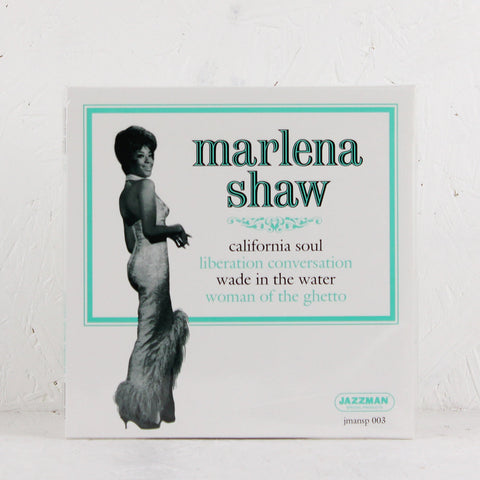 marlena
shaw
california soul
liberation conversation
wade in the water
woman of the ghetto
JAZZMAN
jmansp 003